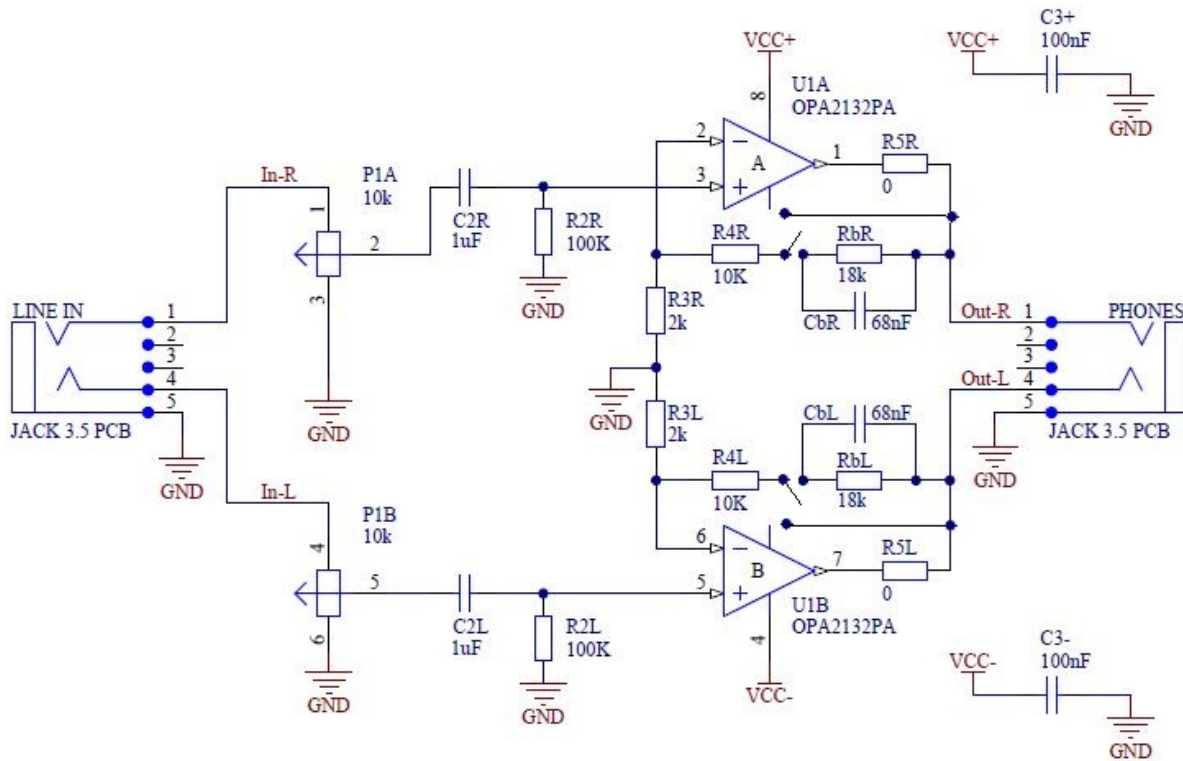 C3+
VCC+
VCC+
100nF
U1A
OPA2132PA
8
GND
2
R5R
A
1
In-R
P1A
10k
3
0
1
C2R
1uF
R2R
100K
2
R4R
10K
RbR
18k
GND
3
R3R
2k
CbR
68nF
LINE IN
1
2
3
4
5
Out-R
1
PHONES
2
3
Out-L
4
5
GND
GND
R3L
2k
CbL
68nF
JACK 3.5 PCB
GND
JACK 3.5 PCB
R4L
10K
RbL
18k
GND
In-L
P1B
10k
4
6
7
R5L
B
5
5
0
U1B
OPA2132PA
C2L
1uF
R2L
100K
6
4
C3-
VCC-
100nF
GND
GND
VCC-
GND